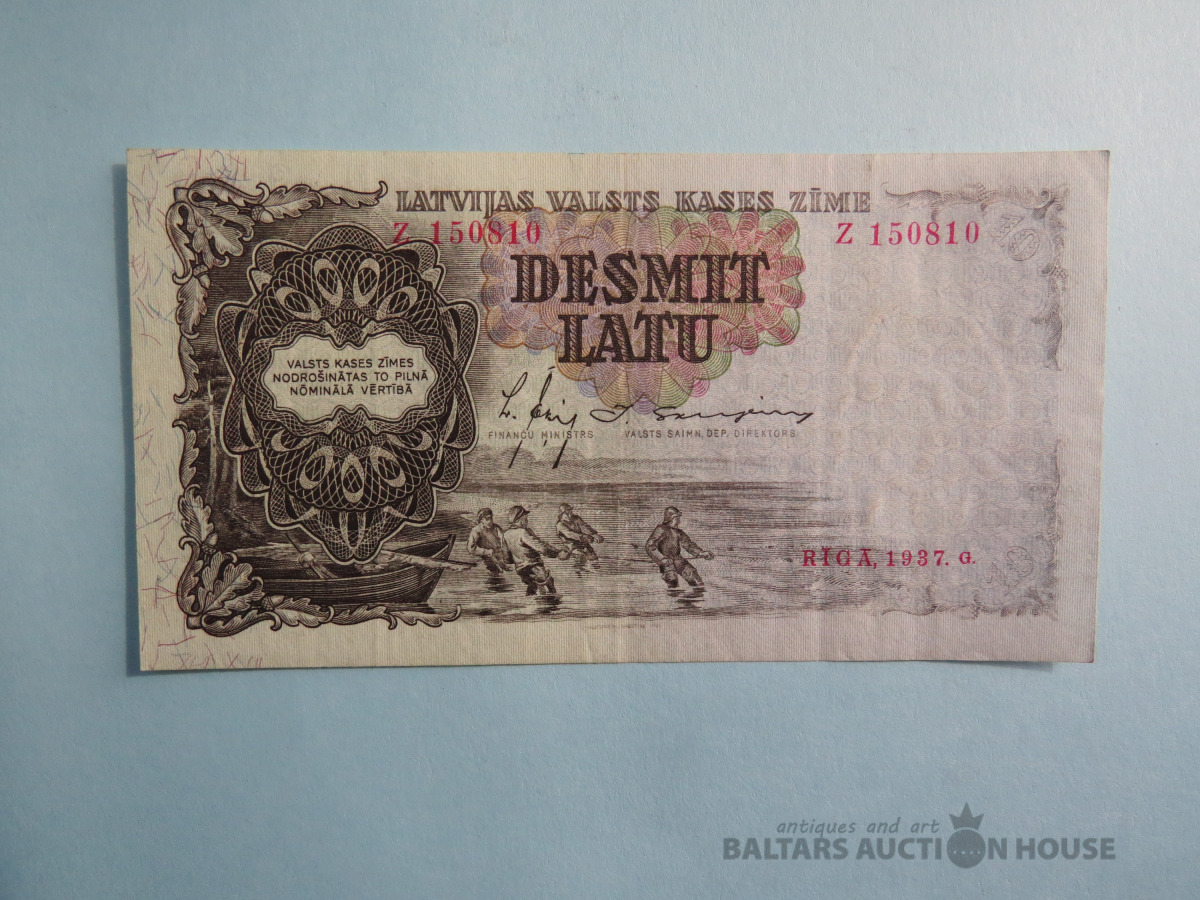 LATVIJAS VALSTS KASES ZĪME
Z 150810 Z 150810
DESMIT
LATU
VALSTS KASES ZĪMES
NODROŠINĀTAS TO PILNĀ
NŌMINĀLĀ VĒRTĪBĀ
FINANČU MINISTRS VALSTS SAIMN. DEP. DIREKTORS
RĪGĀ, 1937. G.
antiques and art
BALTARS AUCTION HOUSE